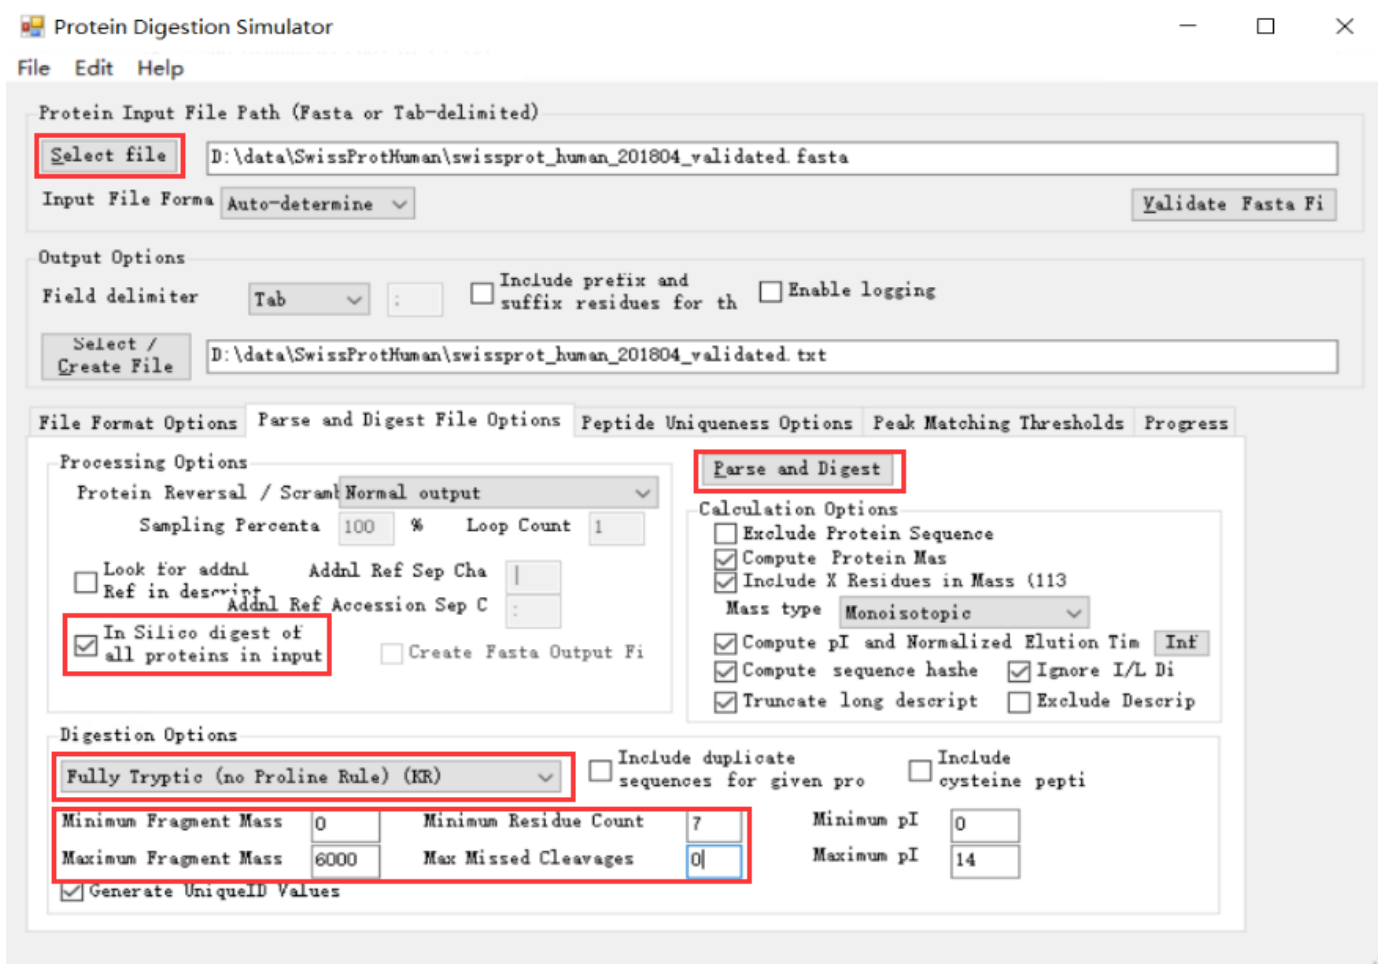 Protein Digestion Simulator
File Edit Help
Protein Input File Path (Fasta or Tab-delimited)
Select file D:\data\SwissProtHuman\swissprot_human_201804_validated.fasta
Input File Forma Auto-determine Validate Fasta Fi
Output Options
Field delimiter Tab ; Include prefix and
suffix residues for th Enable logging
Select /
Create File D:\data\SwissProtHuman\swissprot_human_201804_validated.txt
File Format Options Parse and Digest File Options Peptide Uniqueness Options Peak Matching Thresholds Progress
Processing Options
Protein Reversal / Scramb Normal output
Sampling Percenta 100 % Loop Count 1
Look for addnl
Ref in descript
Addnl Ref Sep Cha |
Addnl Ref Accession Sep C :
In Silico digest of
all proteins in input
Create Fasta Output Fi
Parse and Digest
Calculation Options
Exclude Protein Sequence
Compute Protein Mas
Include X Residues in Mass (113
Mass type Monoisotopic
Compute pI and Normalized Elution Tim Inf
Compute sequence hashe Ignore I/L Di
Truncate long descript Exclude Descrip
Digestion Options
Fully Tryptic (no Proline Rule) (KR)
Include duplicate
sequences for given pro
Include
cysteine pepti
Minimum Fragment Mass 0 Minimum Residue Count 7 Minimum pI 0
Maximum Fragment Mass 6000 Max Missed Cleavages 0 Maximum pI 14
Generate UniqueID Values